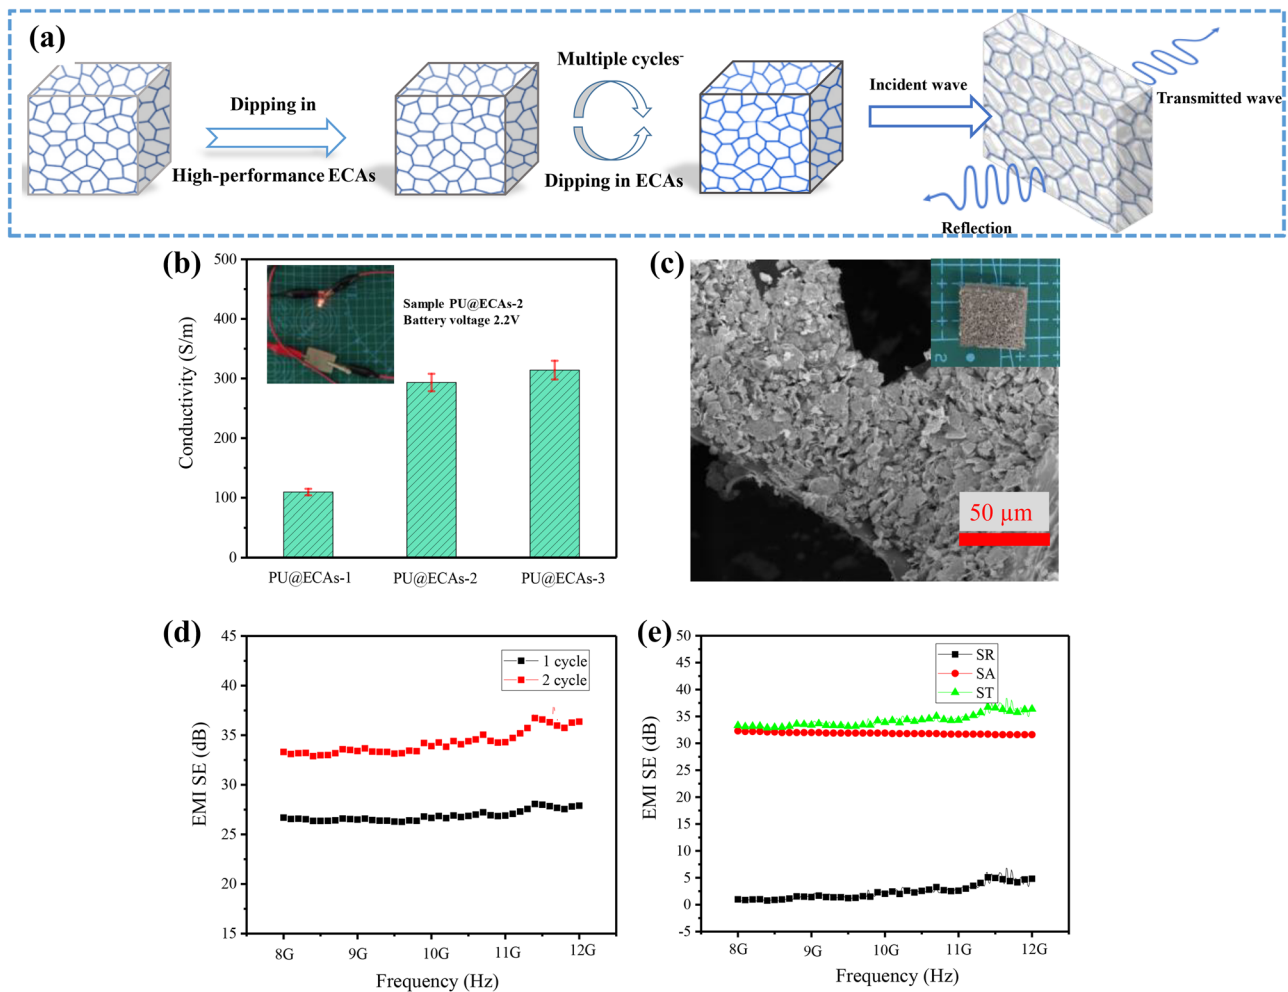 (a)
Dipping in
High-performance ECAs
Multiple cycles-
Dipping in ECAs
Incident wave
Transmitted wave
Reflection
(b)
Conductivity (S/m)
500
400
300
200
100
0
Sample PU@ECAs-2
Battery voltage 2.2V
PU@ECAs-1
PU@ECAs-2
PU@ECAs-3
(c)
50 µm
(d)
EMI SE (dB)
45
40
35
30
25
20
15
1 cycle
2 cycle
8G
9G
10G
11G
12G
Frequency (Hz)
(e)
EMI SE (dB)
50
45
40
35
30
25
20
15
10
5
0
-5
SR
SA
ST
8G
9G
10G
11G
12G
Frequency (Hz)